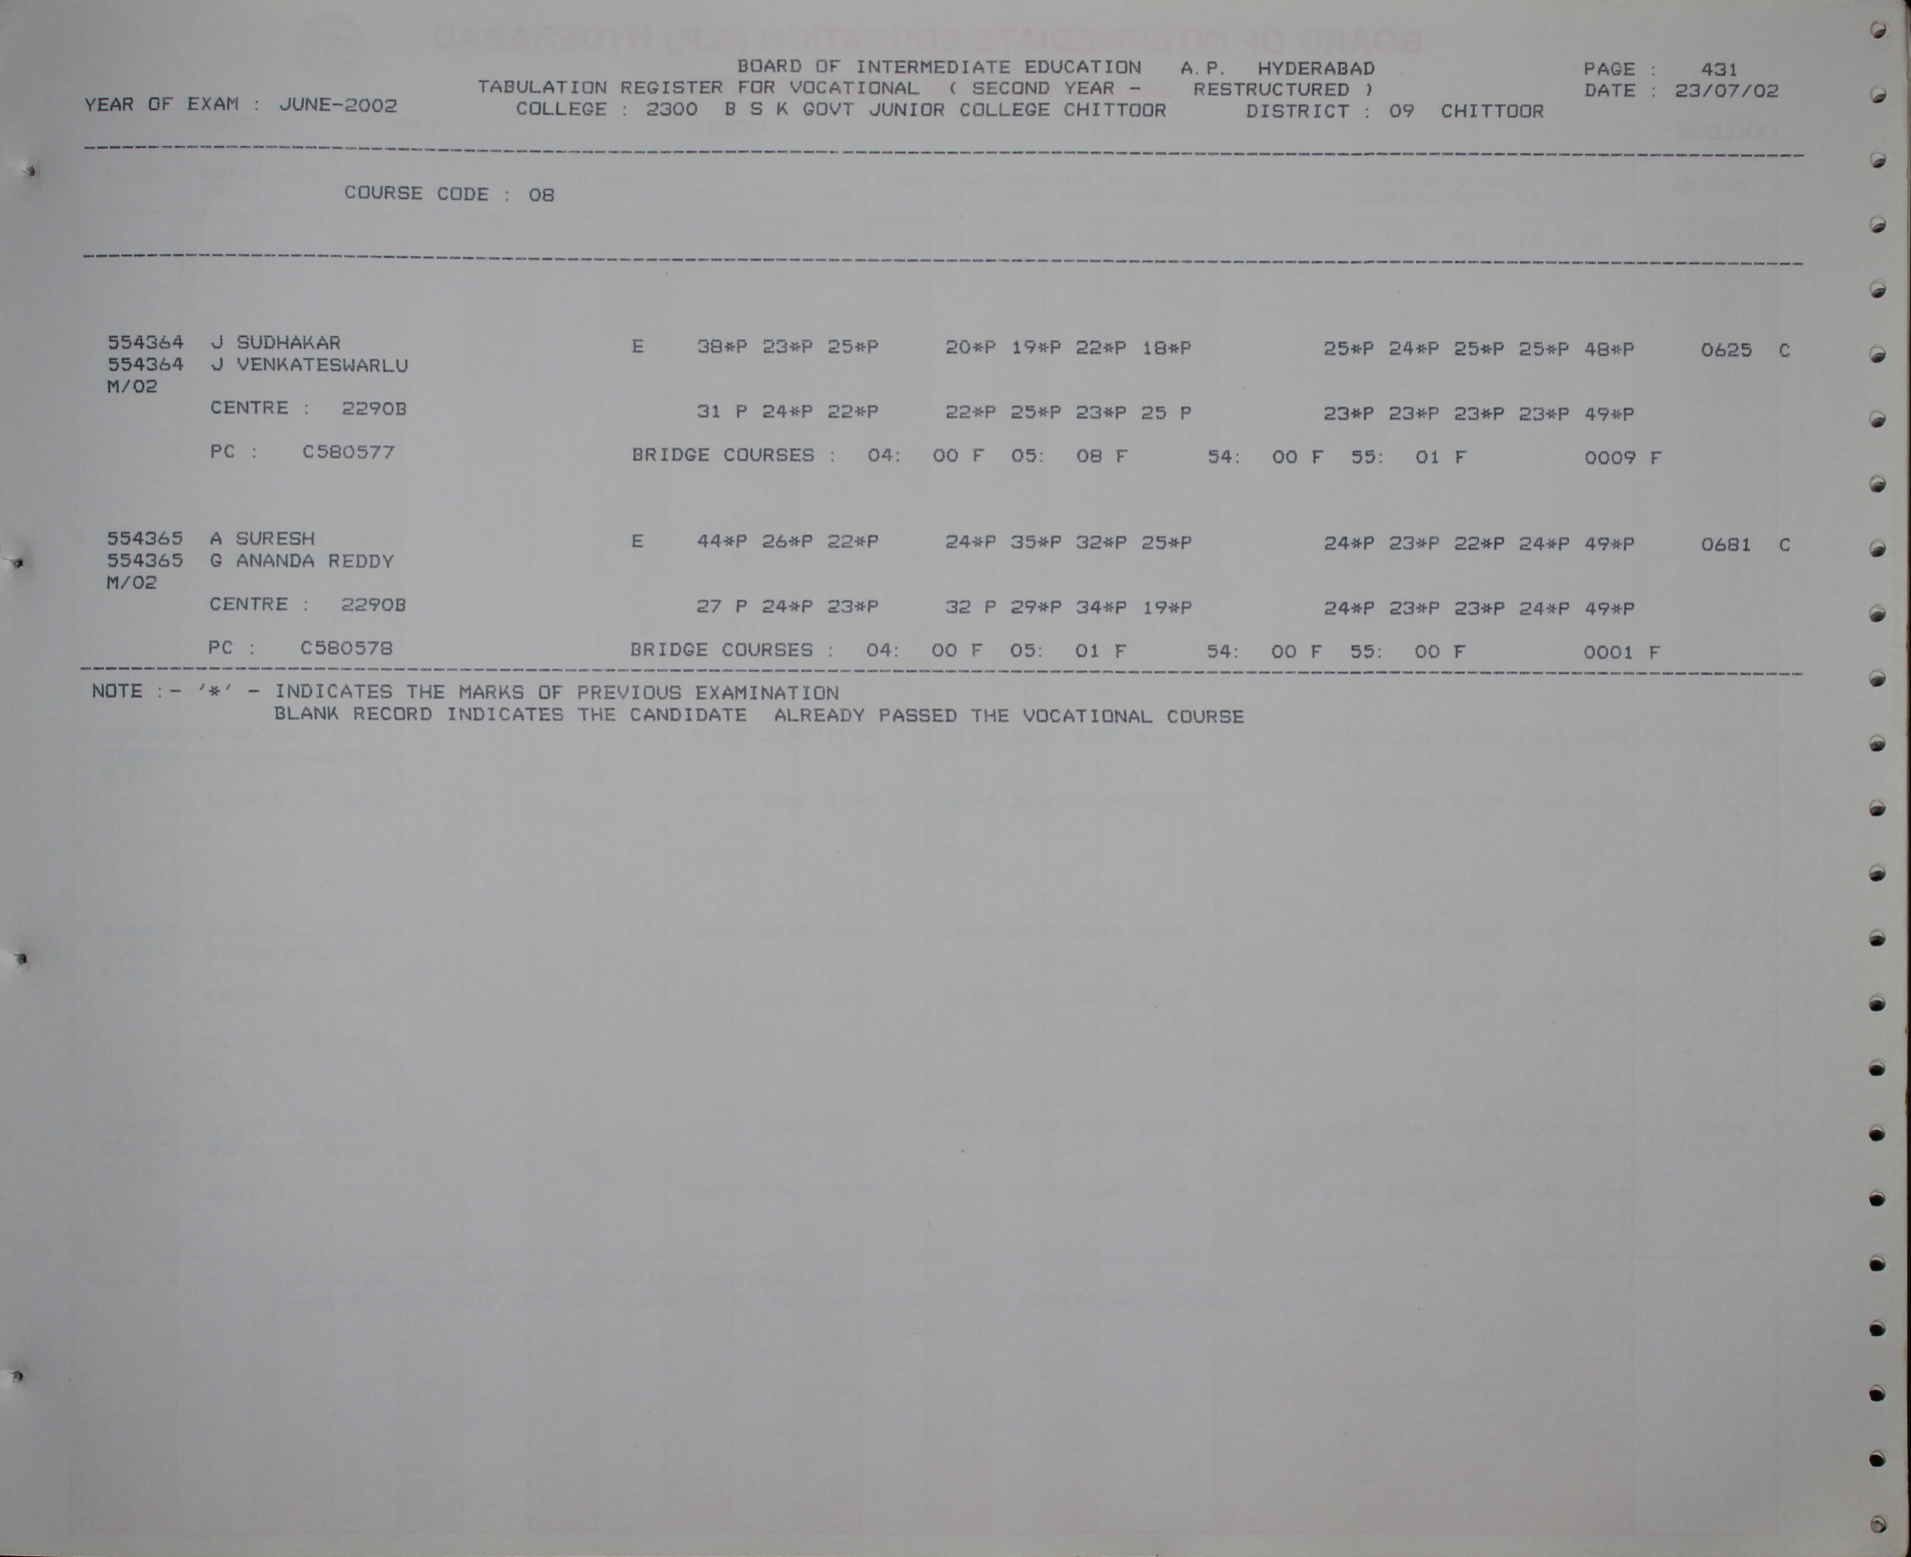 BOARD OF INTERMEDIATE EDUCATION A.P. HYDERABAD PAGE : 431
TABULATION REGISTER FOR VOCATIONAL ( SECOND YEAR - RESTRUCTURED ) DATE : 23/07/02
YEAR OF EXAM : JUNE-2002 COLLEGE : 2300 B S K GOVT JUNIOR COLLEGE CHITTOOR DISTRICT : 09 CHITTOOR
COURSE CODE : 08
554364 J SUDHAKAR E 38*P 23*P 25*P 20*P 19*P 22*P 18*P 25*P 24*P 25*P 25*P 48*P 0625 C
554364 J VENKATESWARLU
M/02
CENTRE : 2290B 31 P 24*P 22*P 22*P 25*P 23*P 25 P 23*P 23*P 23*P 23*P 49*P
PC : C580577 BRIDGE COURSES : 04: 00 F 05: 08 F 54: 00 F 55: 01 F 0009 F
554365 A SURESH E 44*P 26*P 22*P 24*P 35*P 32*P 25*P 24*P 23*P 22*P 24*P 49*P 0681 C
554365 G ANANDA REDDY
M/02
CENTRE : 2290B 27 P 24*P 23*P 32 P 29*P 34*P 19*P 24*P 23*P 23*P 24*P 49*P
PC : C580578 BRIDGE COURSES : 04: 00 F 05: 01 F 54: 00 F 55: 00 F 0001 F
NOTE :- '*' - INDICATES THE MARKS OF PREVIOUS EXAMINATION
BLANK RECORD INDICATES THE CANDIDATE ALREADY PASSED THE VOCATIONAL COURSE